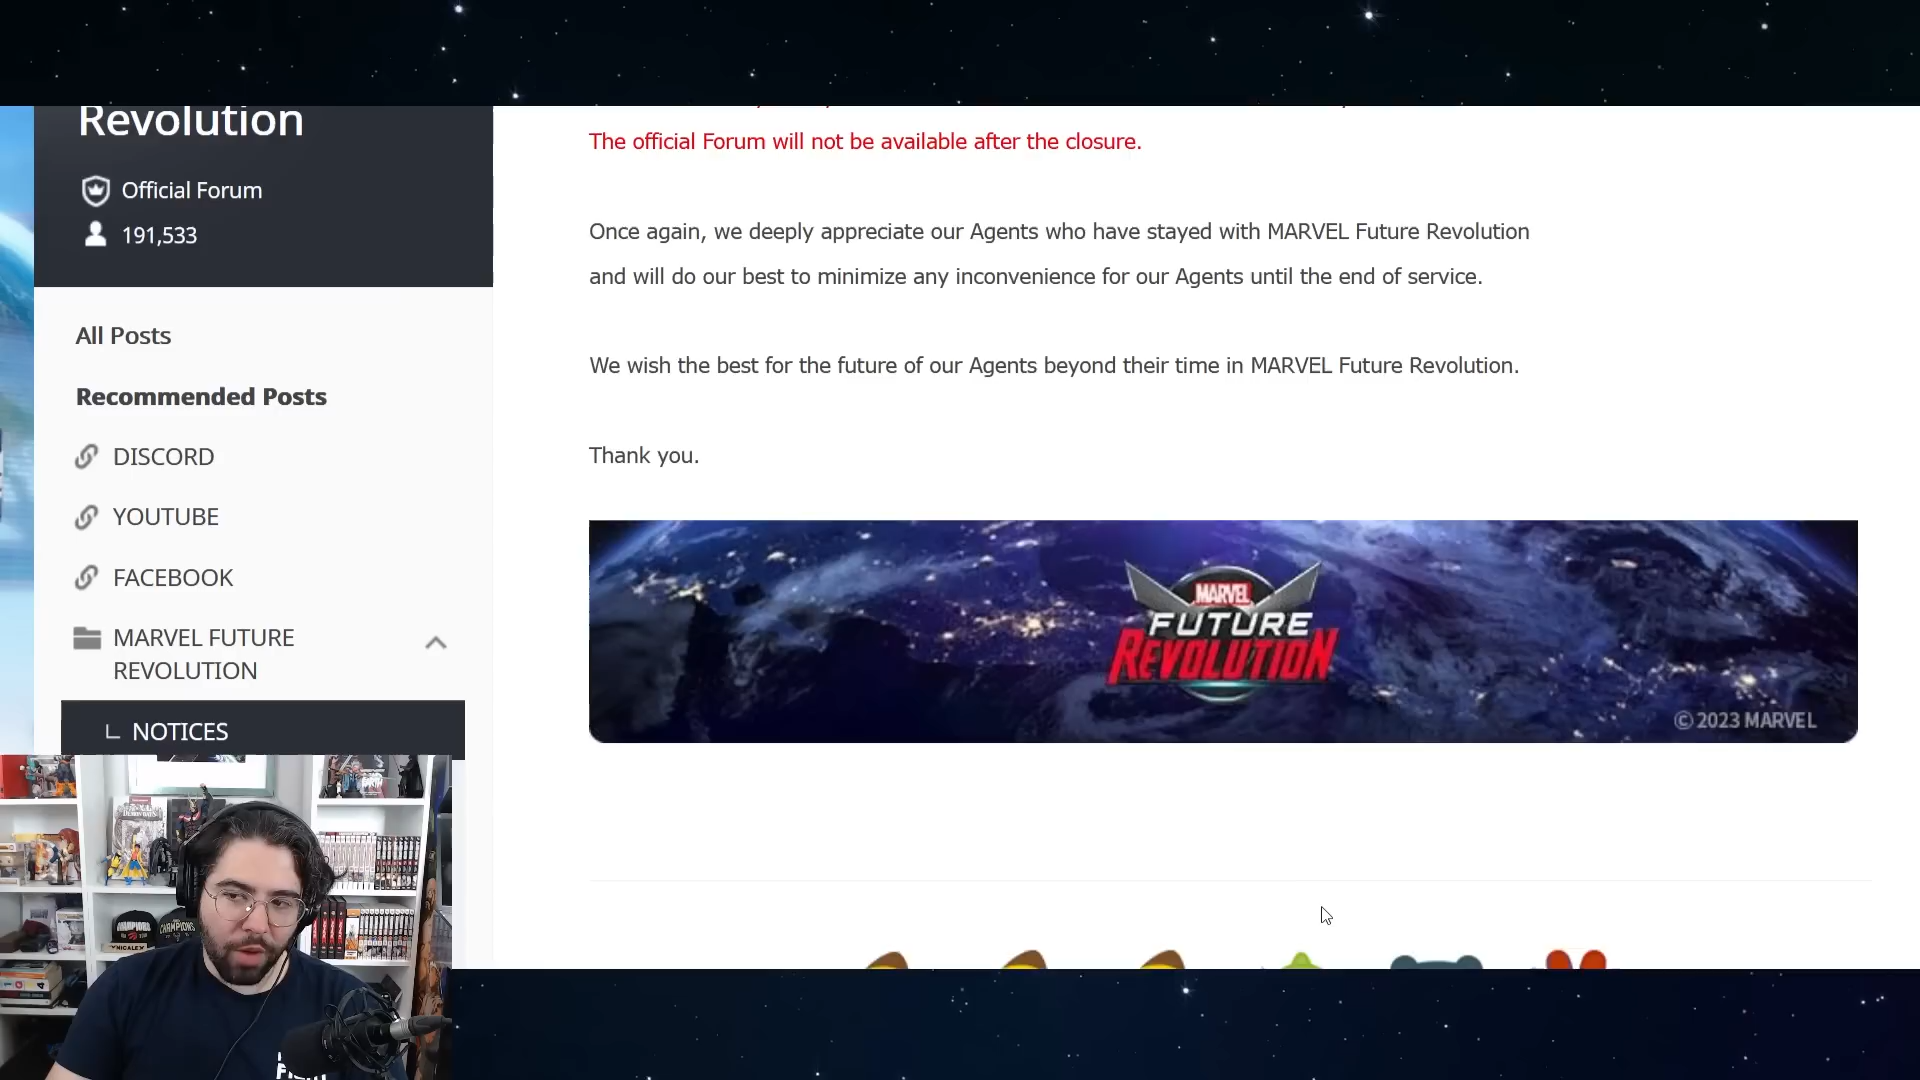 Revolution
Official Forum
191,533
All Posts
Recommended Posts
DISCORD
YOUTUBE
FACEBOOK
MARVEL FUTURE
REVOLUTION
NOTICES
The official Forum will not be available after the closure.
Once again, we deeply appreciate our Agents who have stayed with MARVEL Future Revolution
and will do our best to minimize any inconvenience for our Agents until the end of service.
We wish the best for the future of our Agents beyond their time in MARVEL Future Revolution.
Thank you.
MARVEL
FUTURE
REVOLUTION
© 2023 MARVEL
CHAMPIONS
CHAMPIONS